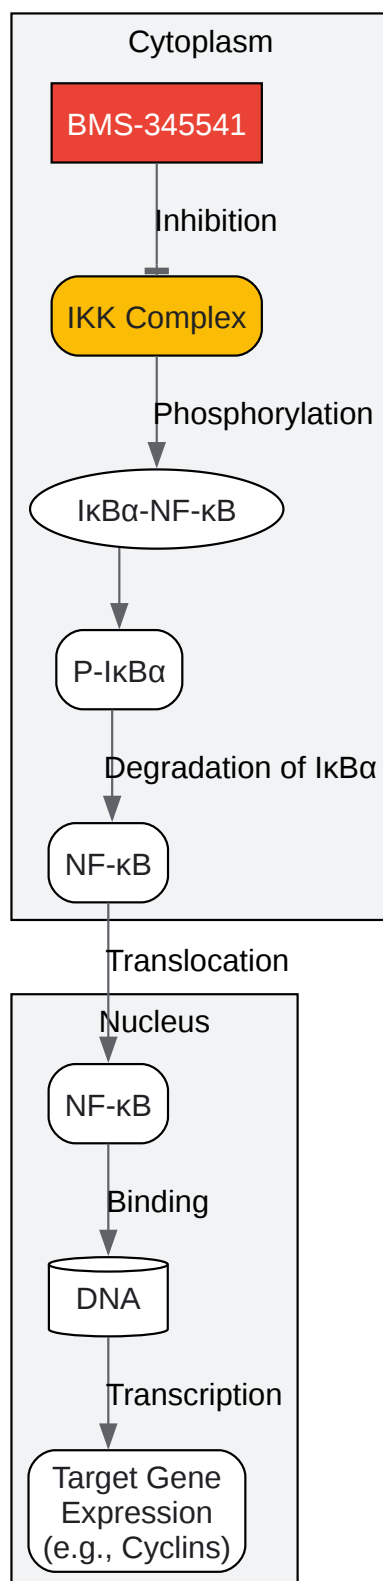 Cytoplasm
BMS-345541
Inhibition
IKK Complex
Phosphorylation
IκBα-NF-κB
P-IκBα
Degradation of IκBα
NF-κB
Translocation
Nucleus
NF-κB
Binding
DNA
Transcription
Target Gene
Expression
(e.g., Cyclins)